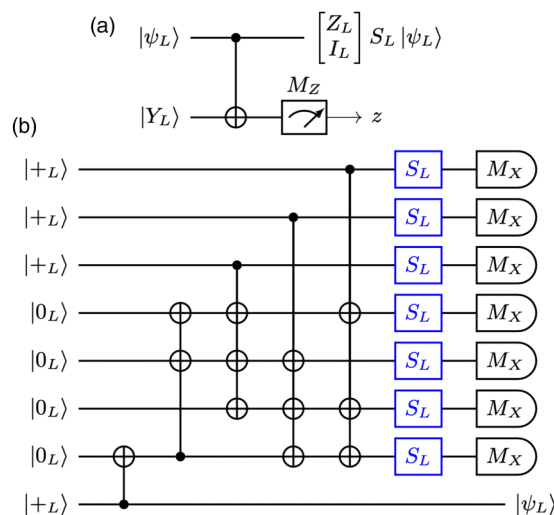 (a)
|ψ_L⟩ [Z_L I_L] S_L |ψ_L⟩
M_Z
|Y_L⟩ → z
(b)
|+_L⟩ S_L M_X
|+_L⟩ S_L M_X
|+_L⟩ S_L M_X
|0_L⟩ S_L M_X
|0_L⟩ S_L M_X
|0_L⟩ S_L M_X
|0_L⟩ S_L M_X
|+_L⟩ |ψ_L⟩